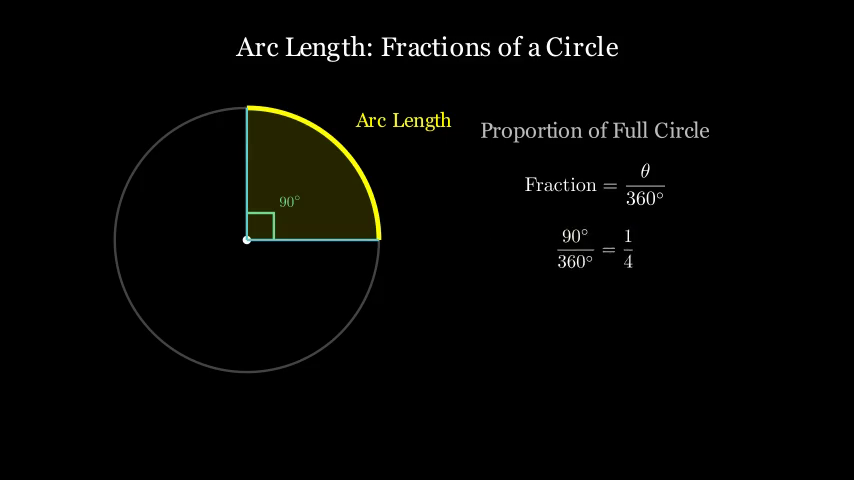 Arc Length: Fractions of a Circle
Arc Length
Proportion of Full Circle
Fraction = θ/360°
90°
90°/360° = 1/4